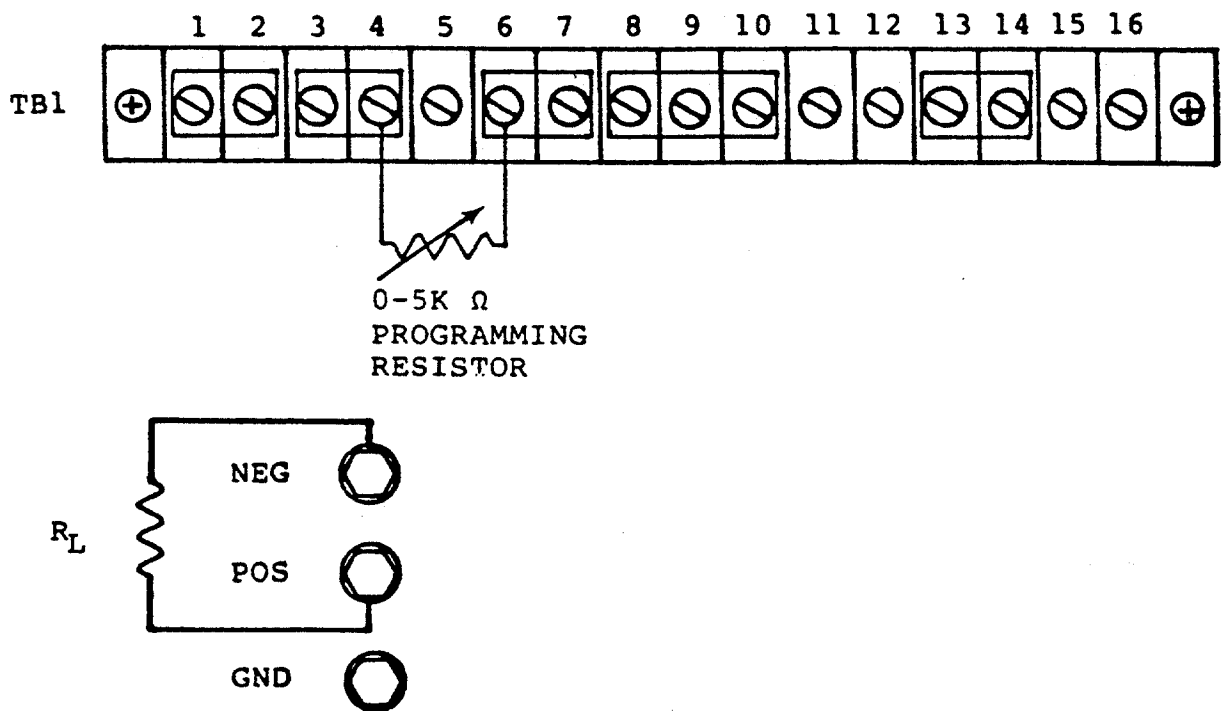 1 2 3 4 5 6 7 8 9 10 11 12 13 14 15 16
TB1
0-5K Ω
PROGRAMMING
RESISTOR
NEG
RL
POS
GND